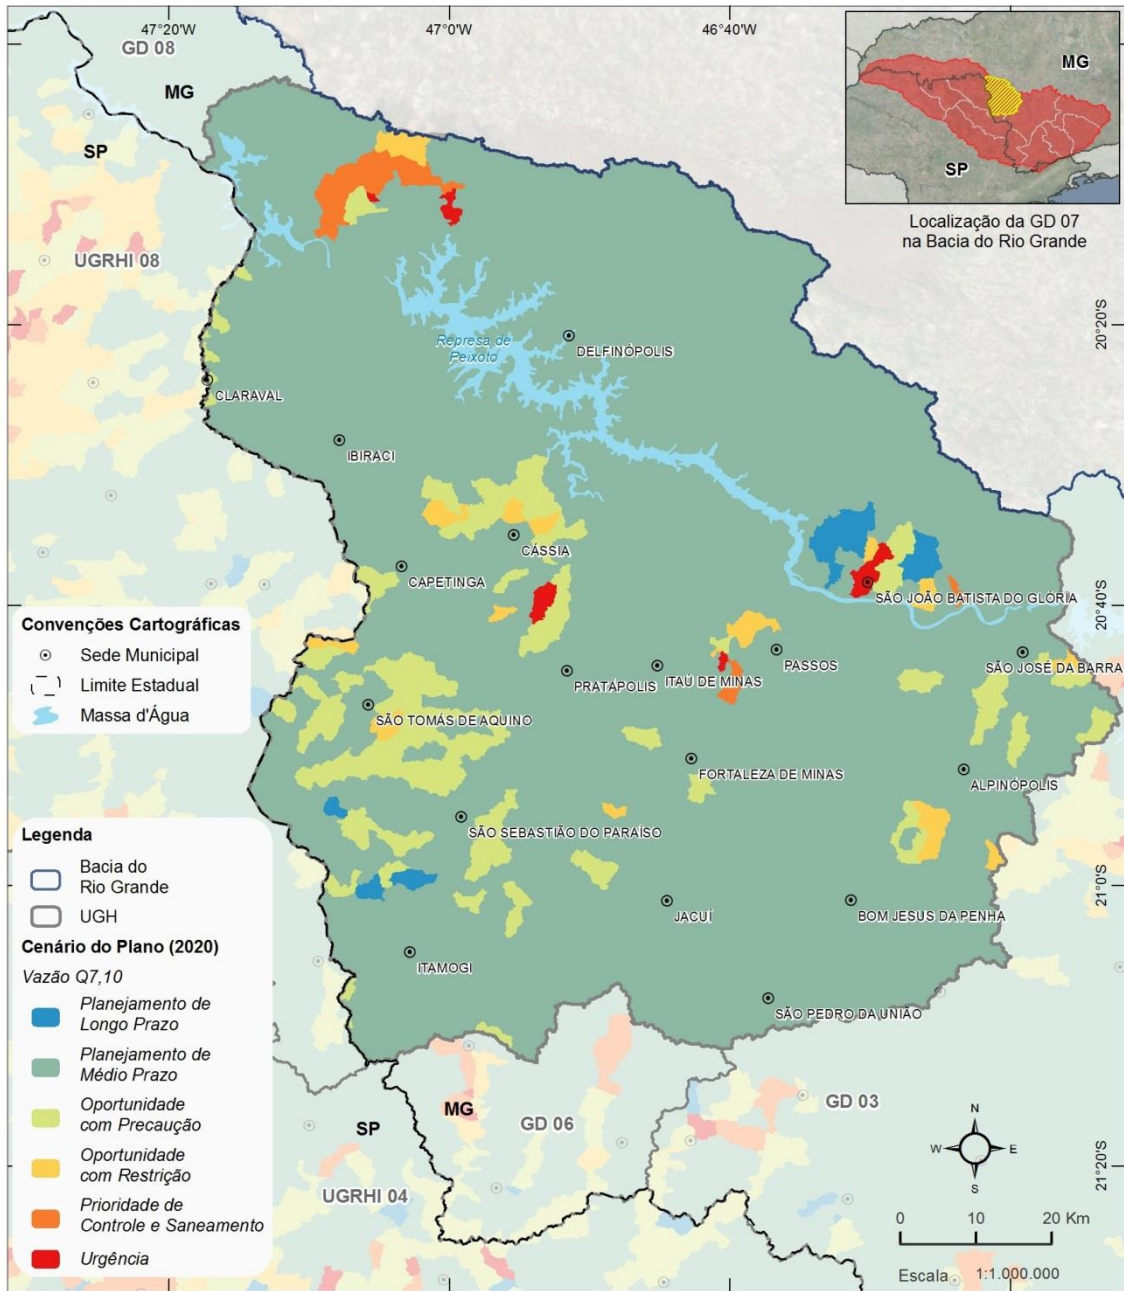 47°20'W
47°0'W
46°40'W
GD 08
MG
SP
UGRHI 08
MG
SP
Localização da GD 07
na Bacia do Rio Grande
20°20'S
Represa de
Peixoto
DELFINÓPOLIS
CLARAVAL
IBIRACI
CÁSSIA
CAPETINGA
SÃO JOÃO BATISTA DO GLÓRIA
20°40'S
PASSOS
SÃO JOSÉ DA BARRA
ITAÚ DE MINAS
PRATÁPOLIS
SÃO TOMÁS DE AQUINO
FORTALEZA DE MINAS
ALPINÓPOLIS
SÃO SEBASTIÃO DO PARAÍSO
21°0'S
JACUÍ
BOM JESUS DA PENHA
ITAMOGI
SÃO PEDRO DA UNIÃO
MG
SP
GD 06
GD 03
UGRHI 04
21°20'S
Convenções Cartográficas
Sede Municipal
Limite Estadual
Massa d'Água
Legenda
Bacia do
Rio Grande
UGH
Cenário do Plano (2020)
Vazão Q7,10
Planejamento de
Longo Prazo
Planejamento de
Médio Prazo
Oportunidade
com Precaução
Oportunidade
com Restrição
Prioridade de
Controle e Saneamento
Urgência
N
W E
S
0 10 20 Km
Escala 1:1.000.000